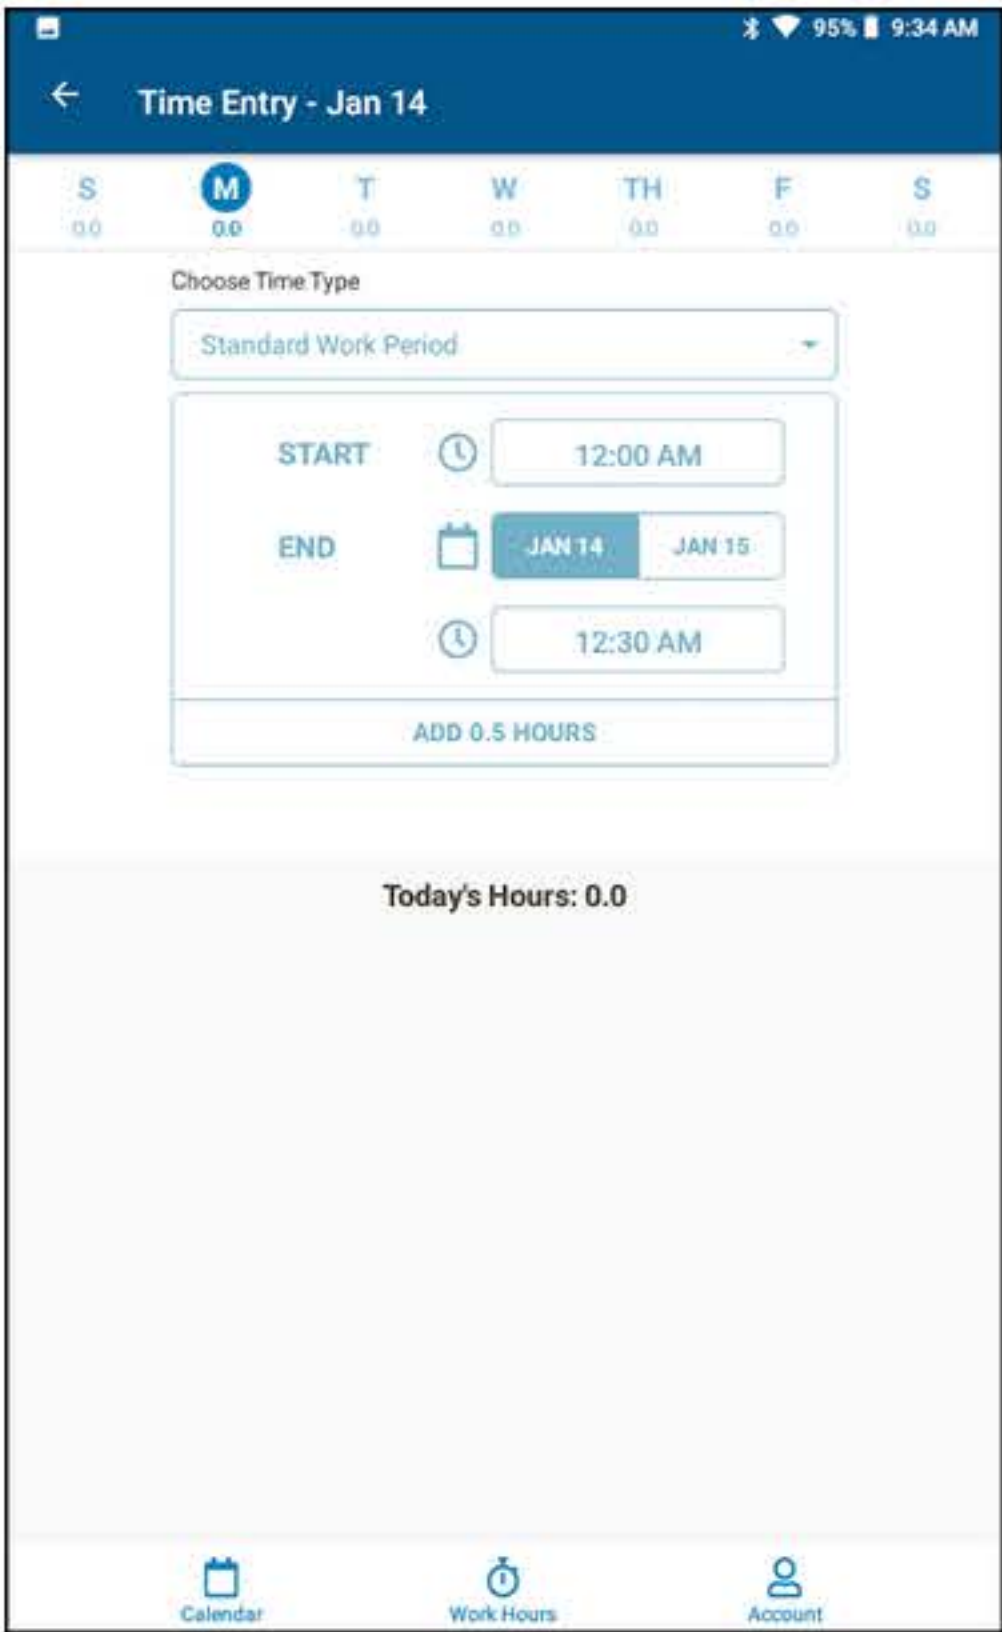 95% 9:34 AM
Time Entry - Jan 14
S M T W TH F S
0.0 0.0 0.0 0.0 0.0 0.0 0.0
Choose Time Type
Standard Work Period
START 12:00 AM
END JAN 14 JAN 15
12:30 AM
ADD 0.5 HOURS
Today's Hours: 0.0
Calendar Work Hours Account